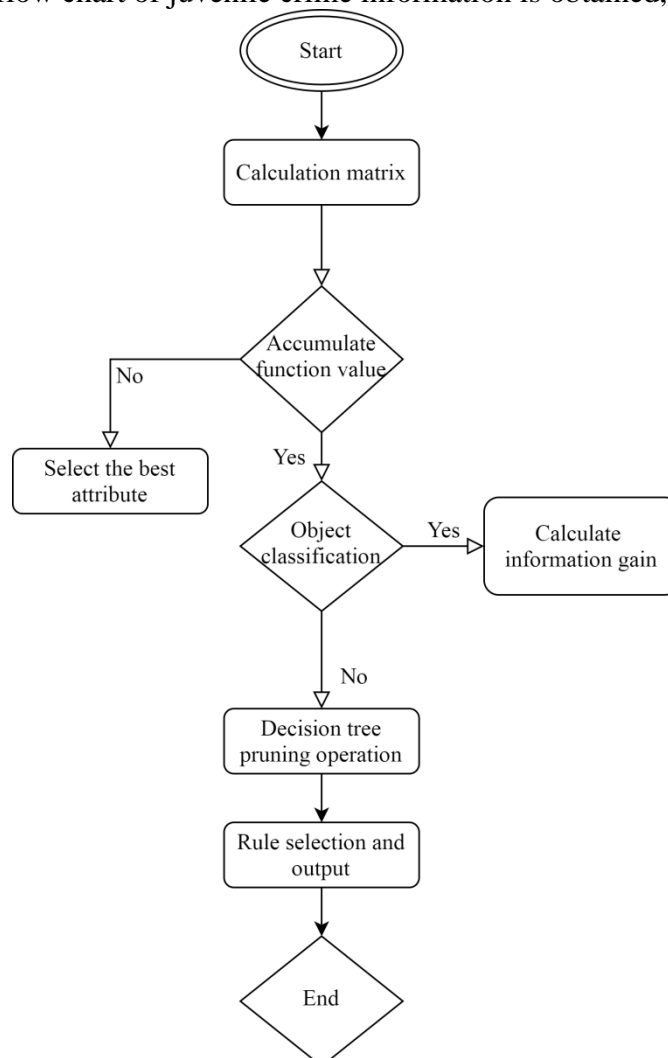 flow chart of juvenile crime information is obtained,
Start
Calculation matrix
Accumulate
function value
No
Yes
Select the best
attribute
Object
classification
Yes
Calculate
information gain
No
Decision tree
pruning operation
Rule selection and
output
End